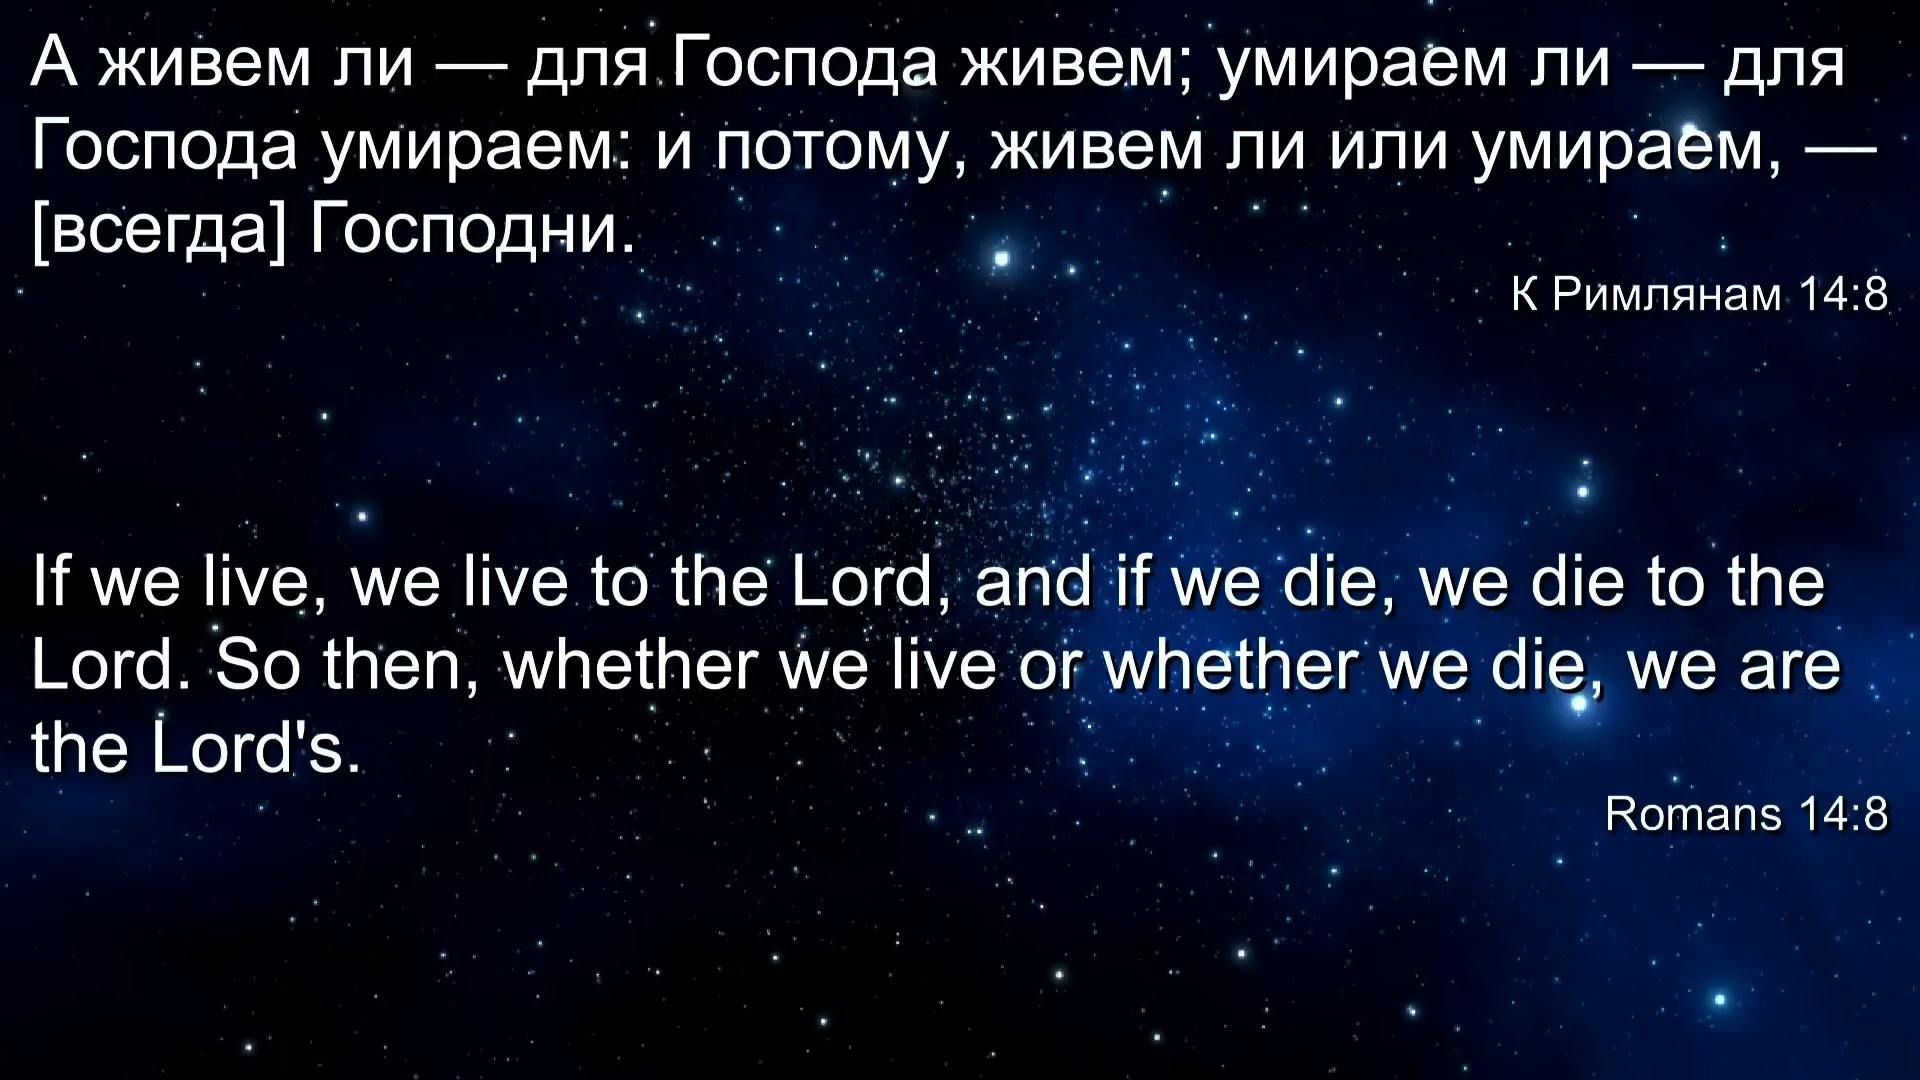 А живем ли — для Господа живем; умираем ли — для
Господа умираем: и потому, живем ли или умираем, —
[всегда] Господни.
К Римлянам 14:8
If we live, we live to the Lord, and if we die, we die to the
Lord. So then, whether we live or whether we die, we are
the Lord's.
Romans 14:8